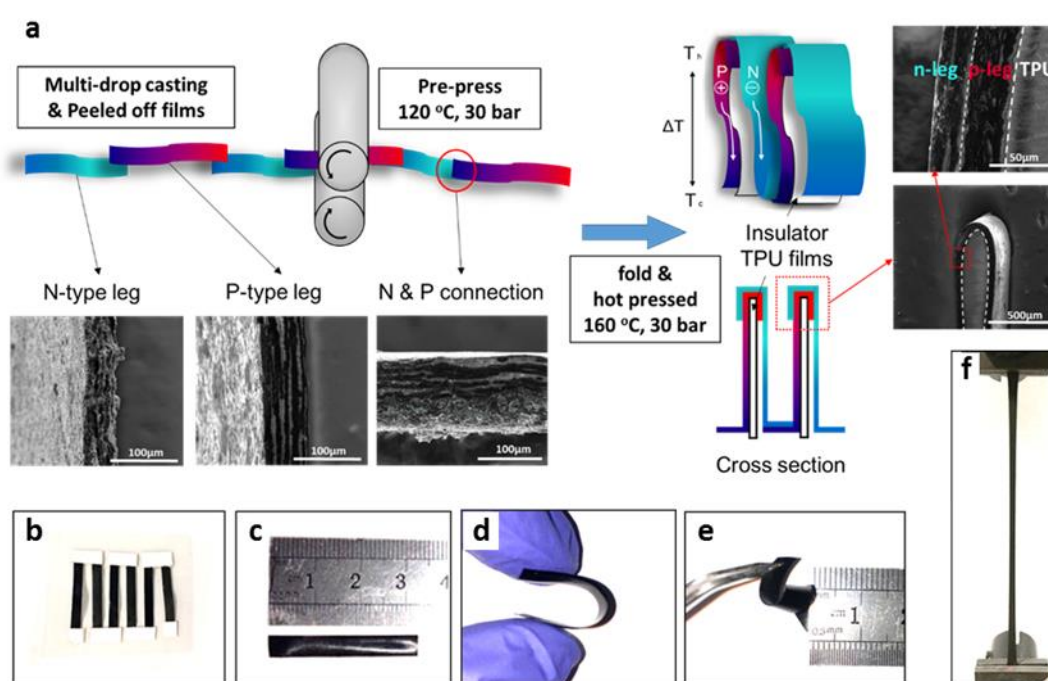 a
Multi-drop casting
& Peeled off films
Pre-press
120 °C, 30 bar
N-type leg
P-type leg
N & P connection
100μm
100μm
100μm
fold &
hot pressed
160 °C, 30 bar
Th
ΔT
Tc
P
+
N
−
Insulator
TPU films
Cross section
n-leg
p-leg
TPU
50μm
500μm
b
c
1 2 3 4
d
e
1
0.5mm
f